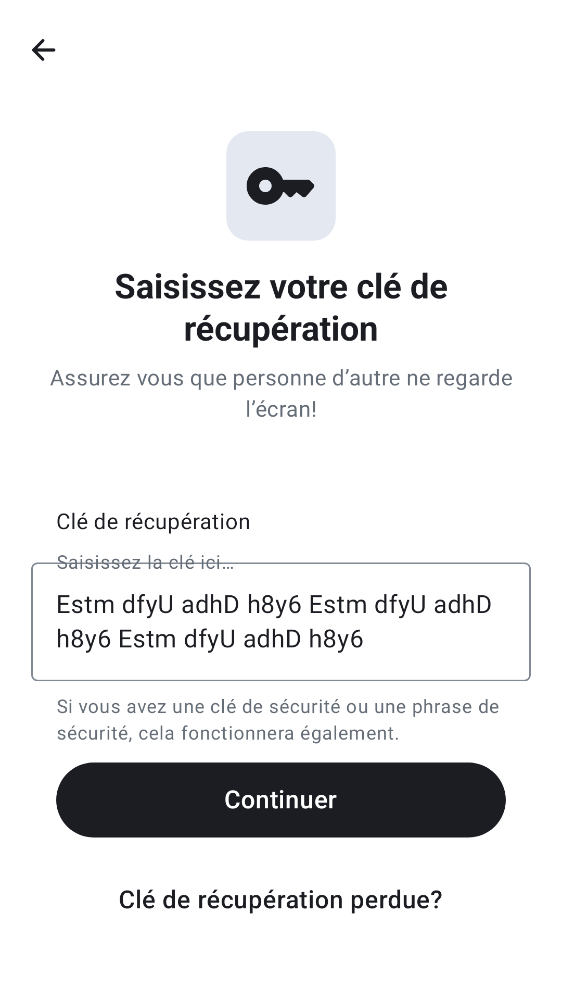 Saisissez votre clé de
récupération
Assurez vous que personne d’autre ne regarde
l’écran!
Clé de récupération
Saisissez la clé ici…
Estm dfyU adhD h8y6 Estm dfyU adhD
h8y6 Estm dfyU adhD h8y6
Si vous avez une clé de sécurité ou une phrase de
sécurité, cela fonctionnera également.
Continuer
Clé de récupération perdue?